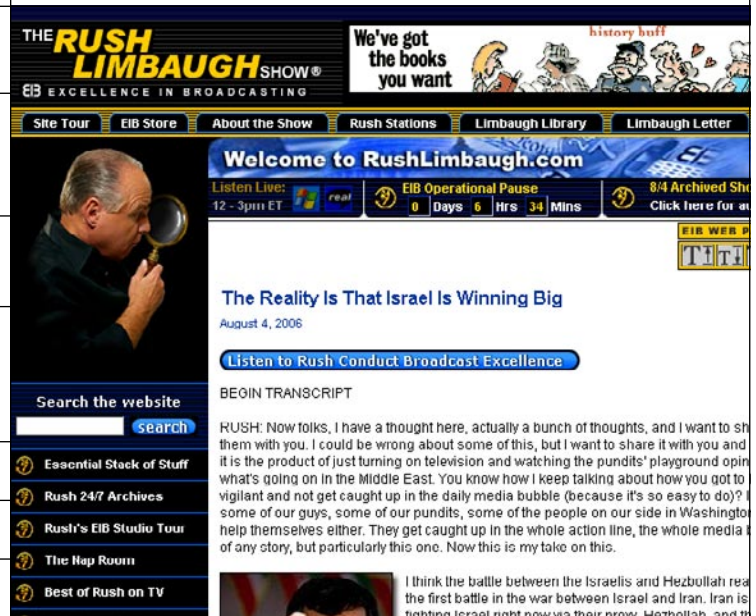 THE RUSH
LIMBAUGH SHOW®
EIB EXCELLENCE IN BROADCASTING
We've got
the books
you want
history buff
Site Tour EIB Store About the Show Rush Stations Limbaugh Library Limbaugh Letter
Welcome to RushLimbaugh.com
Listen Live:
12 - 3pm ET real
EIB Operational Pause
0 Days 6 Hrs 34 Mins
8/4 Archived Sho
Click here for au
EIB WEB P
The Reality Is That Israel Is Winning Big
August 4, 2006
Listen to Rush Conduct Broadcast Excellence
BEGIN TRANSCRIPT
RUSH: Now folks, I have a thought here, actually a bunch of thoughts, and I want to sh
them with you. I could be wrong about some of this, but I want to share it with you and
it is the product of just turning on television and watching the pundits' playground opin
what's going on in the Middle East. You know how I keep talking about how you got to
vigilant and not get caught up in the daily media bubble (because it's so easy to do)? I
some of our guys, some of our pundits, some of the people on our side in Washington
help themselves either. They get caught up in the whole action line, the whole media b
of any story, but particularly this one. Now this is my take on this.
I think the battle between the Israelis and Hezbollah rea
the first battle in the war between Israel and Iran. Iran is
fighting Israel right now via their proxy, Hezbollah, and th
Search the website
search
Essential Stack of Stuff
Rush 24/7 Archives
Rush's EIB Studio Tour
The Nap Room
Best of Rush on TV